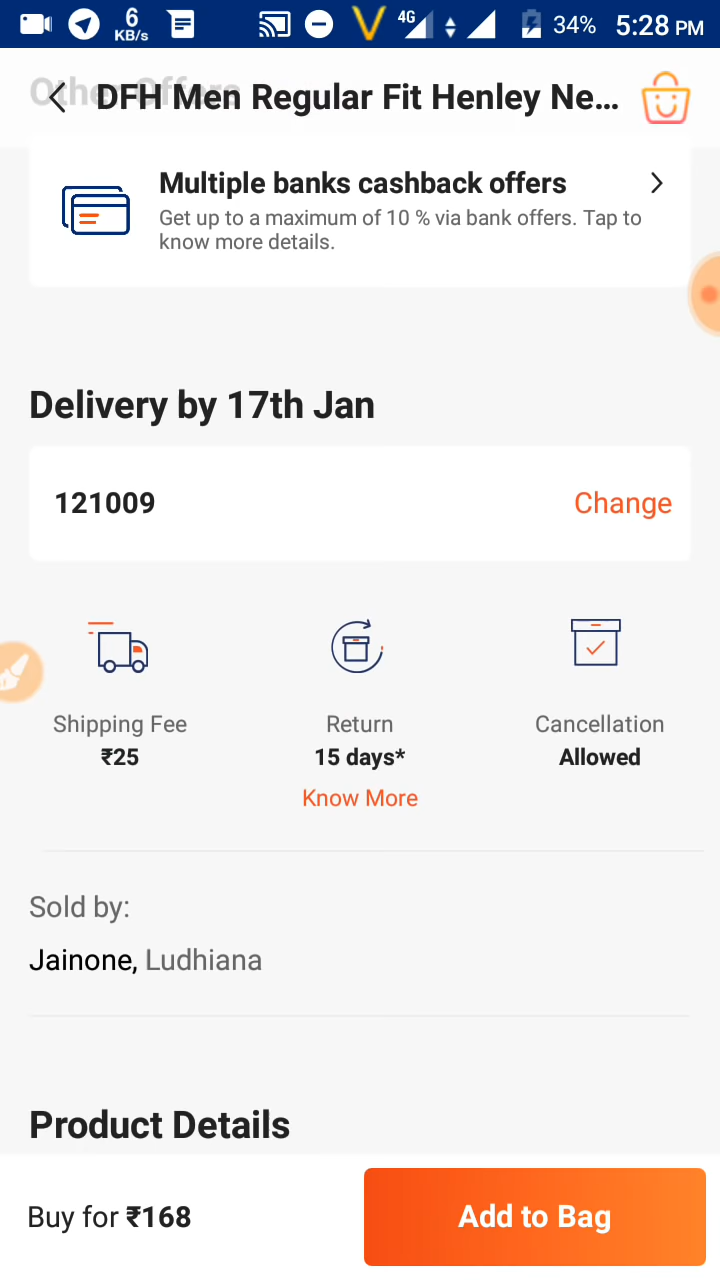 6
KB/s
4G
34%
5:28 PM
Other Offers
DFH Men Regular Fit Henley Ne...
Multiple banks cashback offers
Get up to a maximum of 10 % via bank offers. Tap to
know more details.
Delivery by 17th Jan
121009
Change
Shipping Fee
₹25
Return
15 days*
Know More
Cancellation
Allowed
Sold by:
Jainone, Ludhiana
Product Details
Buy for ₹168
Add to Bag